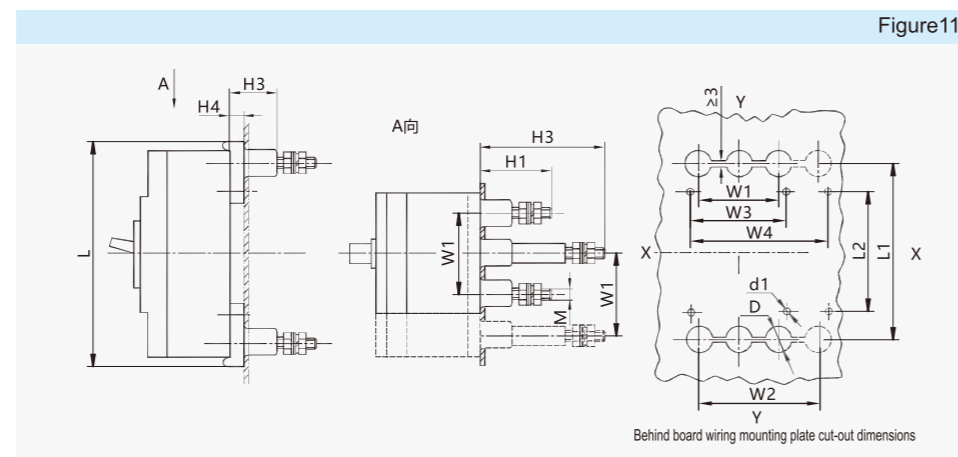 Figure11
A
H3
H4
L
A向
H3
H1
W1
M
W1
≥3
Y
W1
W3
W4
X
X
L2
L1
d1
D
W2
Y
Behind board wiring mounting plate cut-out dimensions